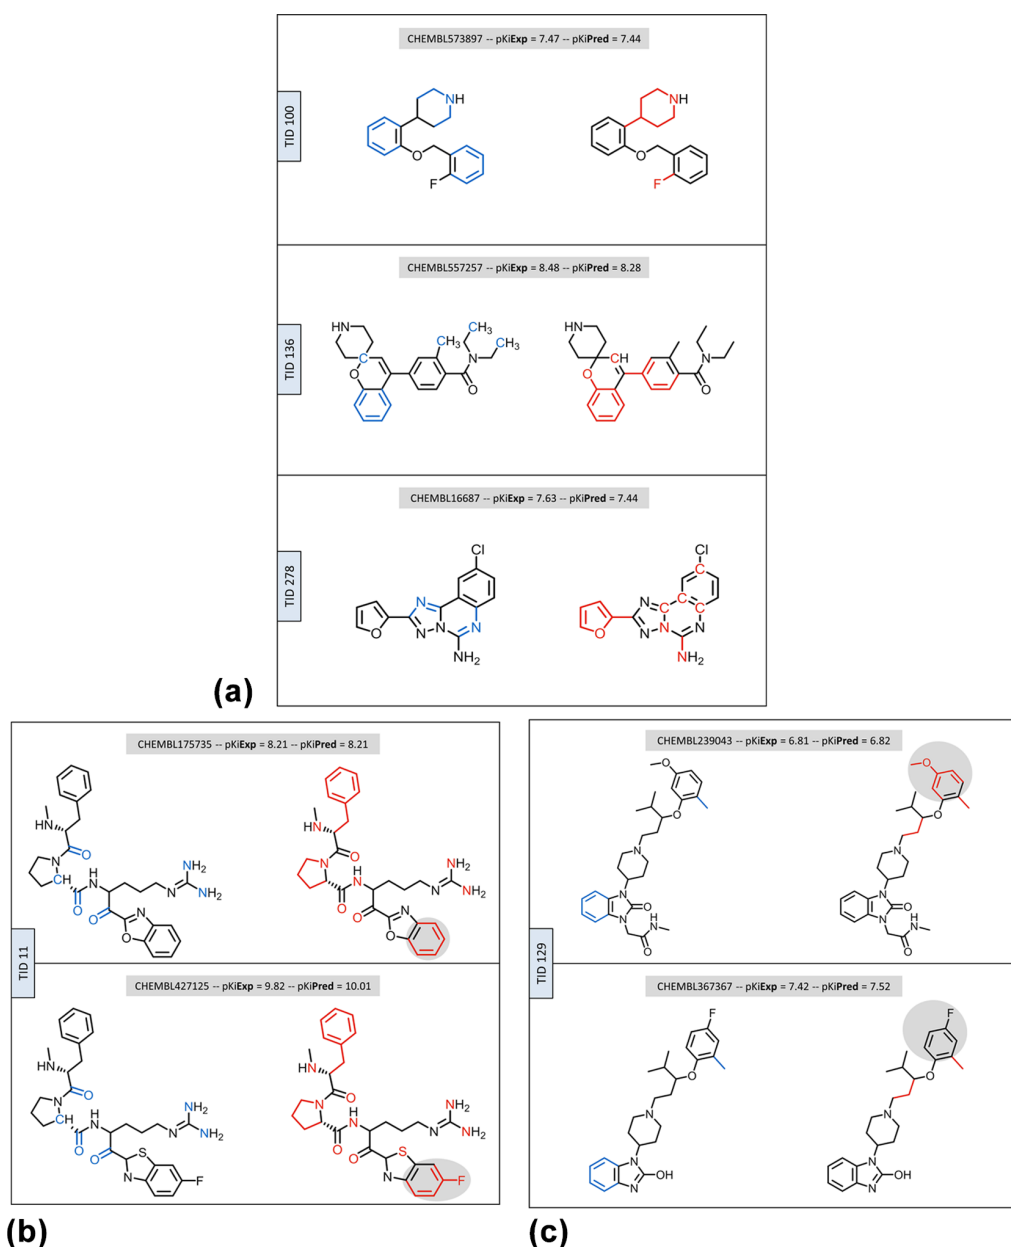 CHEMBL573897 -- pKiExp = 7.47 -- pKiPred = 7.44
TID 100
NH
O
F
NH
O
F
CHEMBL557257 -- pKiExp = 8.48 -- pKiPred = 8.28
TID 136
HN
CH3
CH3
CH3
C
N
O
O
HN
CH
N
O
O
CHEMBL16687 -- pKiExp = 7.63 -- pKiPred = 7.44
TID 278
Cl
N
O
N
N
N
NH2
Cl
C
N
C
C
C
O
N
N
N
NH2
(a)
CHEMBL175735 -- pKiExp = 8.21 -- pKiPred = 8.21
TID 11
HN
N
O
CH
O
H
N
O
N
NH2
NH2
N
O
HN
N
O
O
H
N
O
N
NH2
NH2
N
O
CHEMBL427125 -- pKiExp = 9.82 -- pKiPred = 10.01
HN
N
O
CH
O
H
N
O
N
NH2
NH2
S
N
F
HN
N
O
O
H
N
O
N
NH2
NH2
S
N
F
(b)
CHEMBL239043 -- pKiExp = 6.81 -- pKiPred = 6.82
TID 129
O
O
N
N
O
N
H
N
O
O
O
N
N
O
N
H
N
O
CHEMBL367367 -- pKiExp = 7.42 -- pKiPred = 7.52
F
O
N
N
OH
N
F
O
N
N
OH
N
(c)